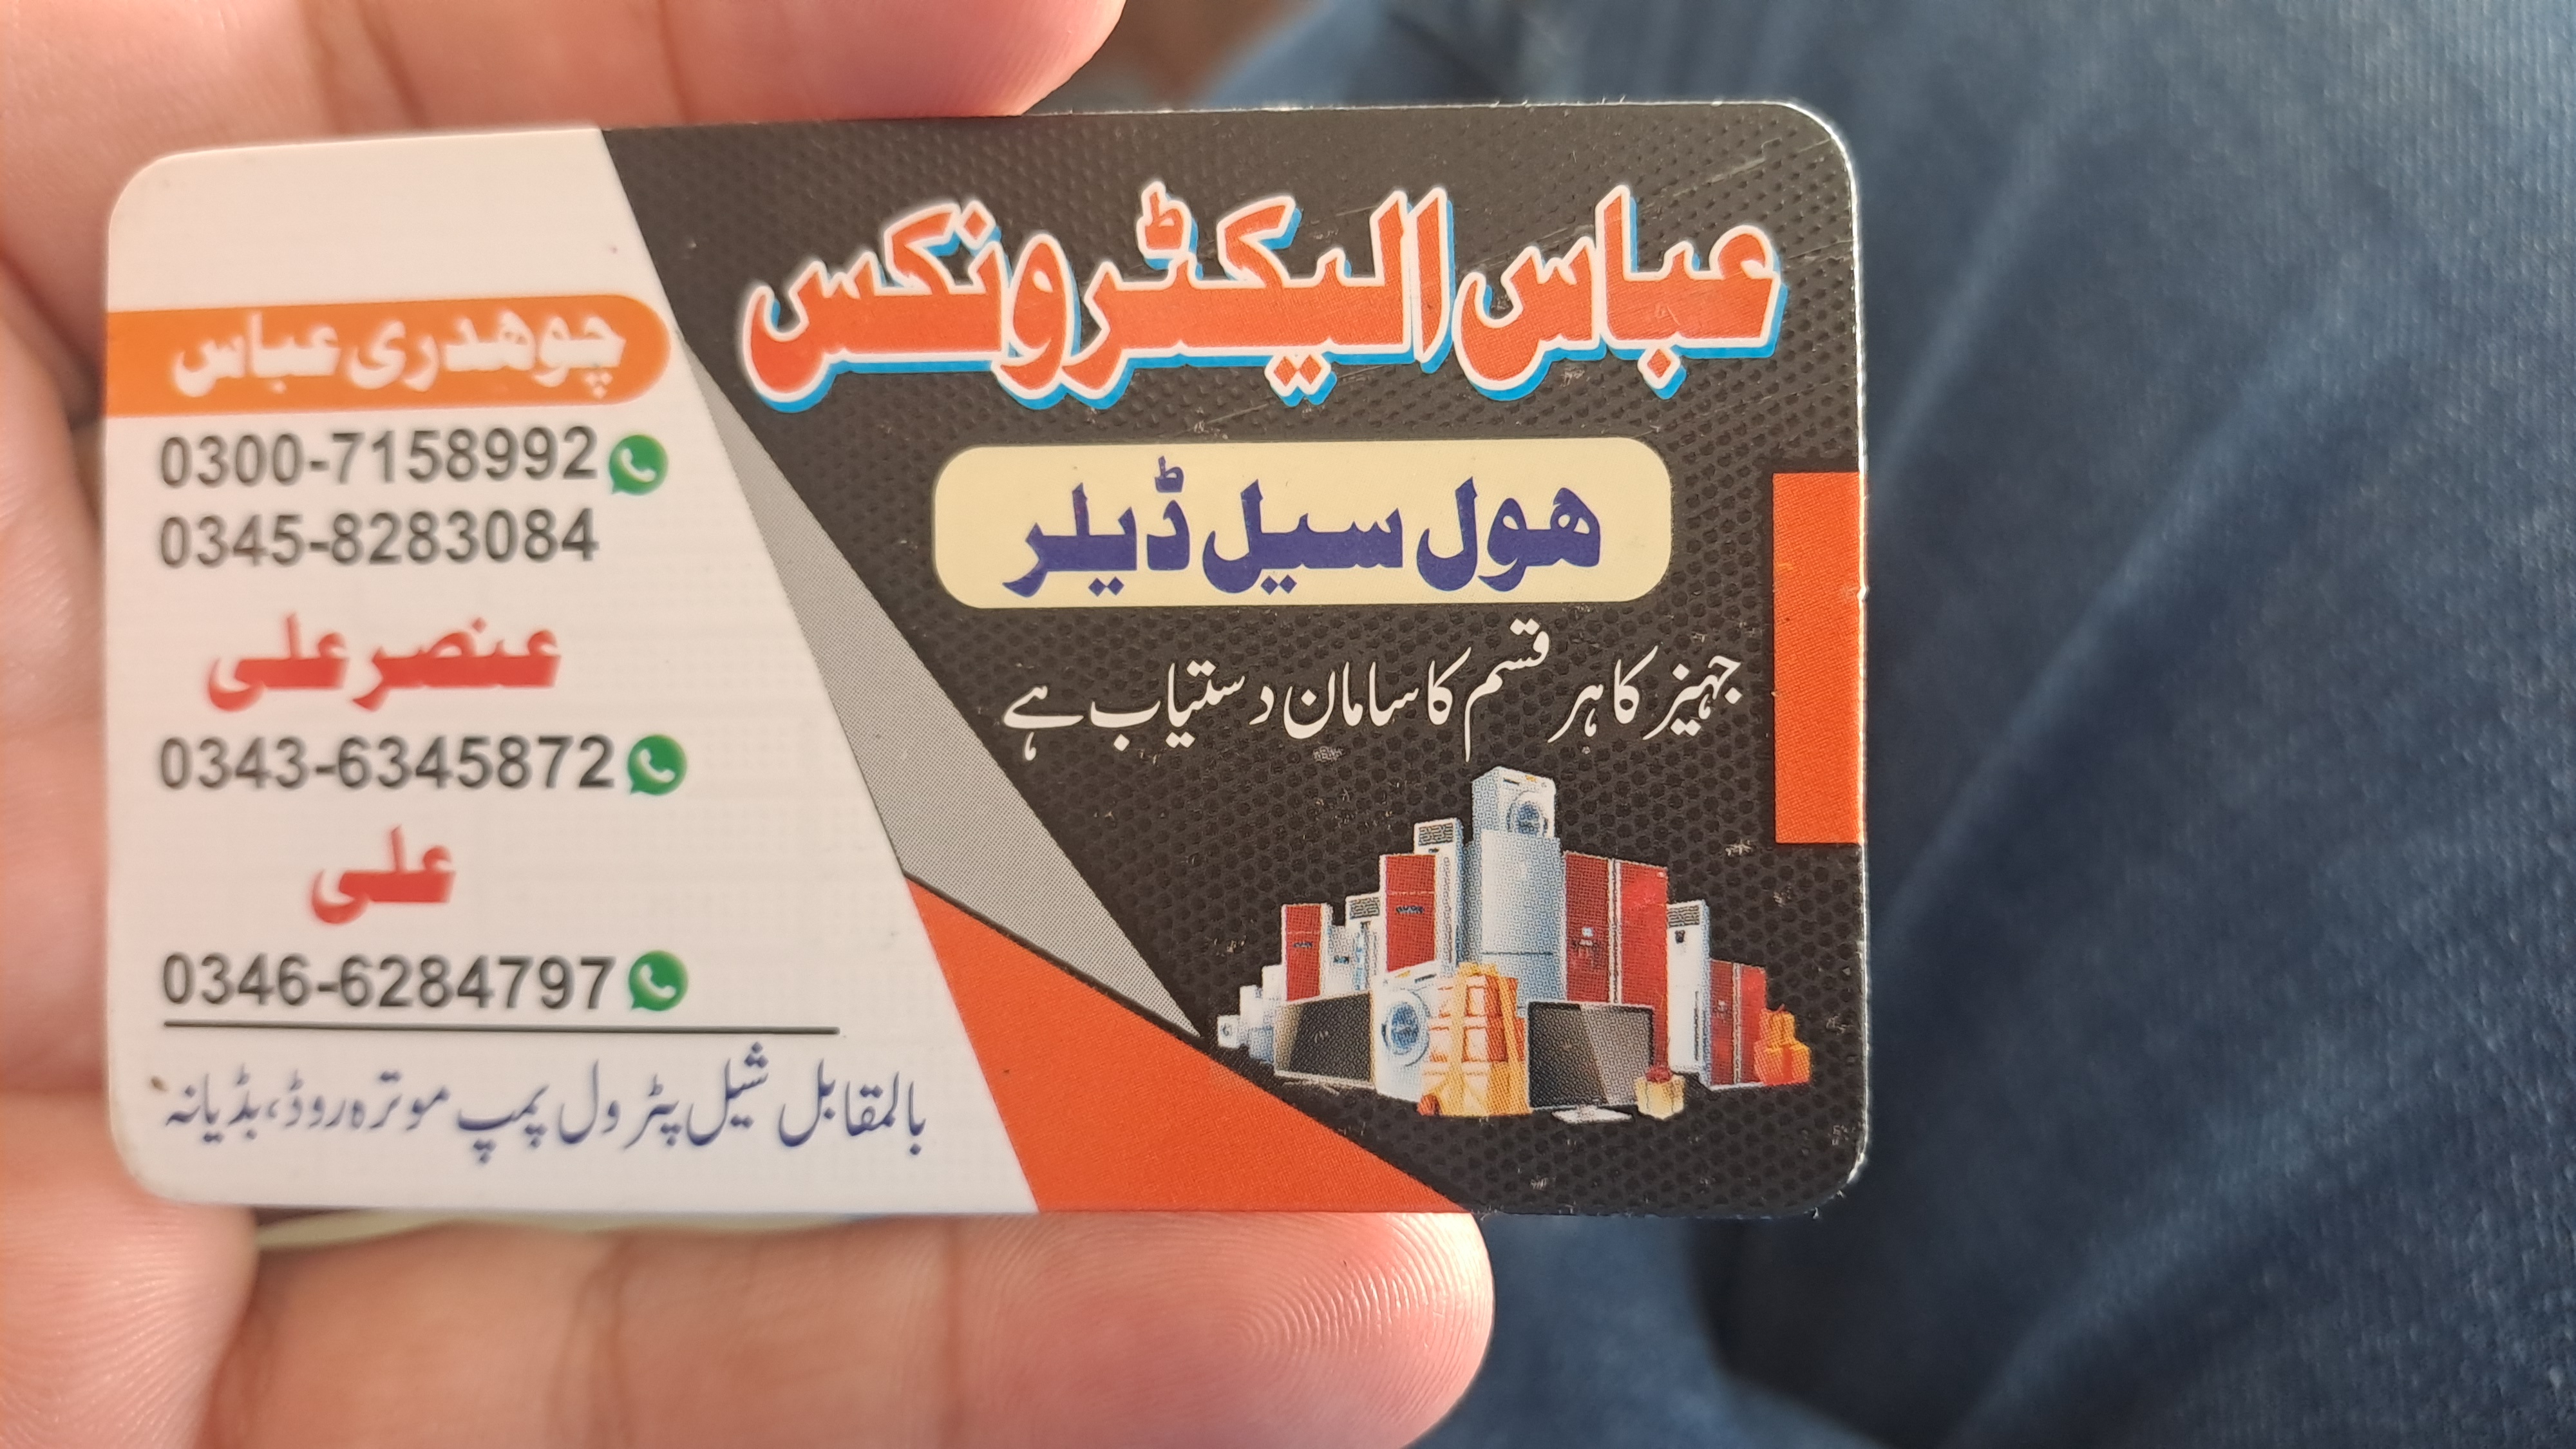 عباس الیکٹرونکس
ھول سیل ڈیلر
جہیز کا ہر قسم کا سامان دستیاب ہے
چوھدری عباس
0300-7158992
0345-8283084
عنصر علی
0343-6345872
علی
0346-6284797
بالمقابل شیل پٹرول پمپ موترہ روڈ، بڈیانہ